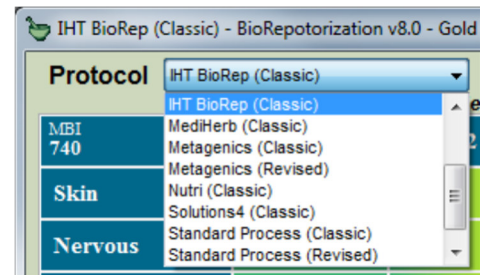 IHT BioRep (Classic) - BioRepotorization v8.0 - Gold
Protocol IHT BioRep (Classic)
IHT BioRep (Classic)
MediHerb (Classic)
Metagenics (Classic)
Metagenics (Revised)
Nutri (Classic)
Solutions4 (Classic)
Standard Process (Classic)
Standard Process (Revised)
MBI
740
Skin
Nervous